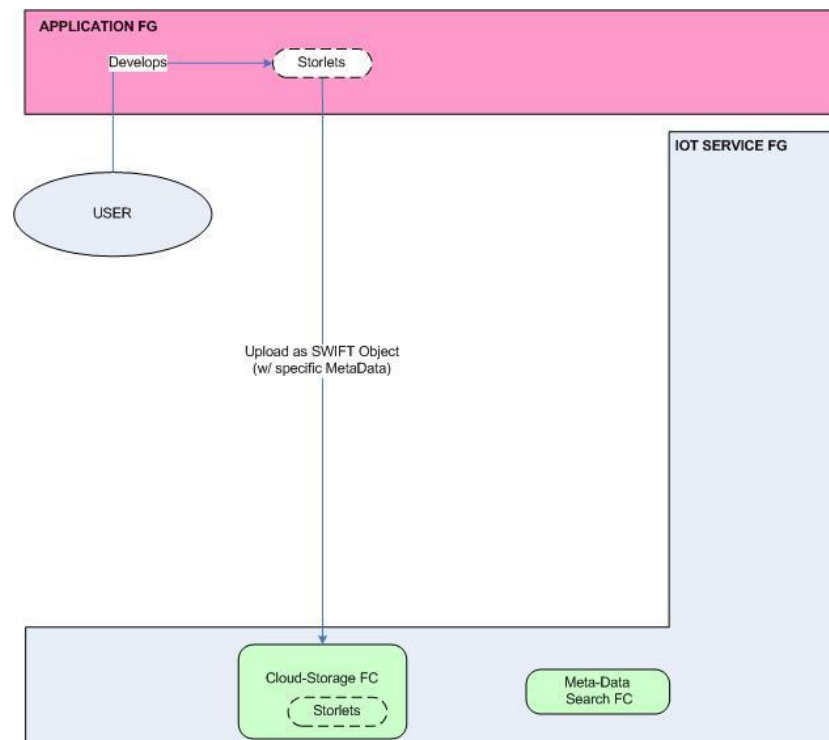 APPLICATION FG
Develops
Storlets
IOT SERVICE FG
USER
Upload as SWIFT Object
(w/ specific MetaData)
Cloud-Storage FC
Storlets
Meta-Data
Search FC